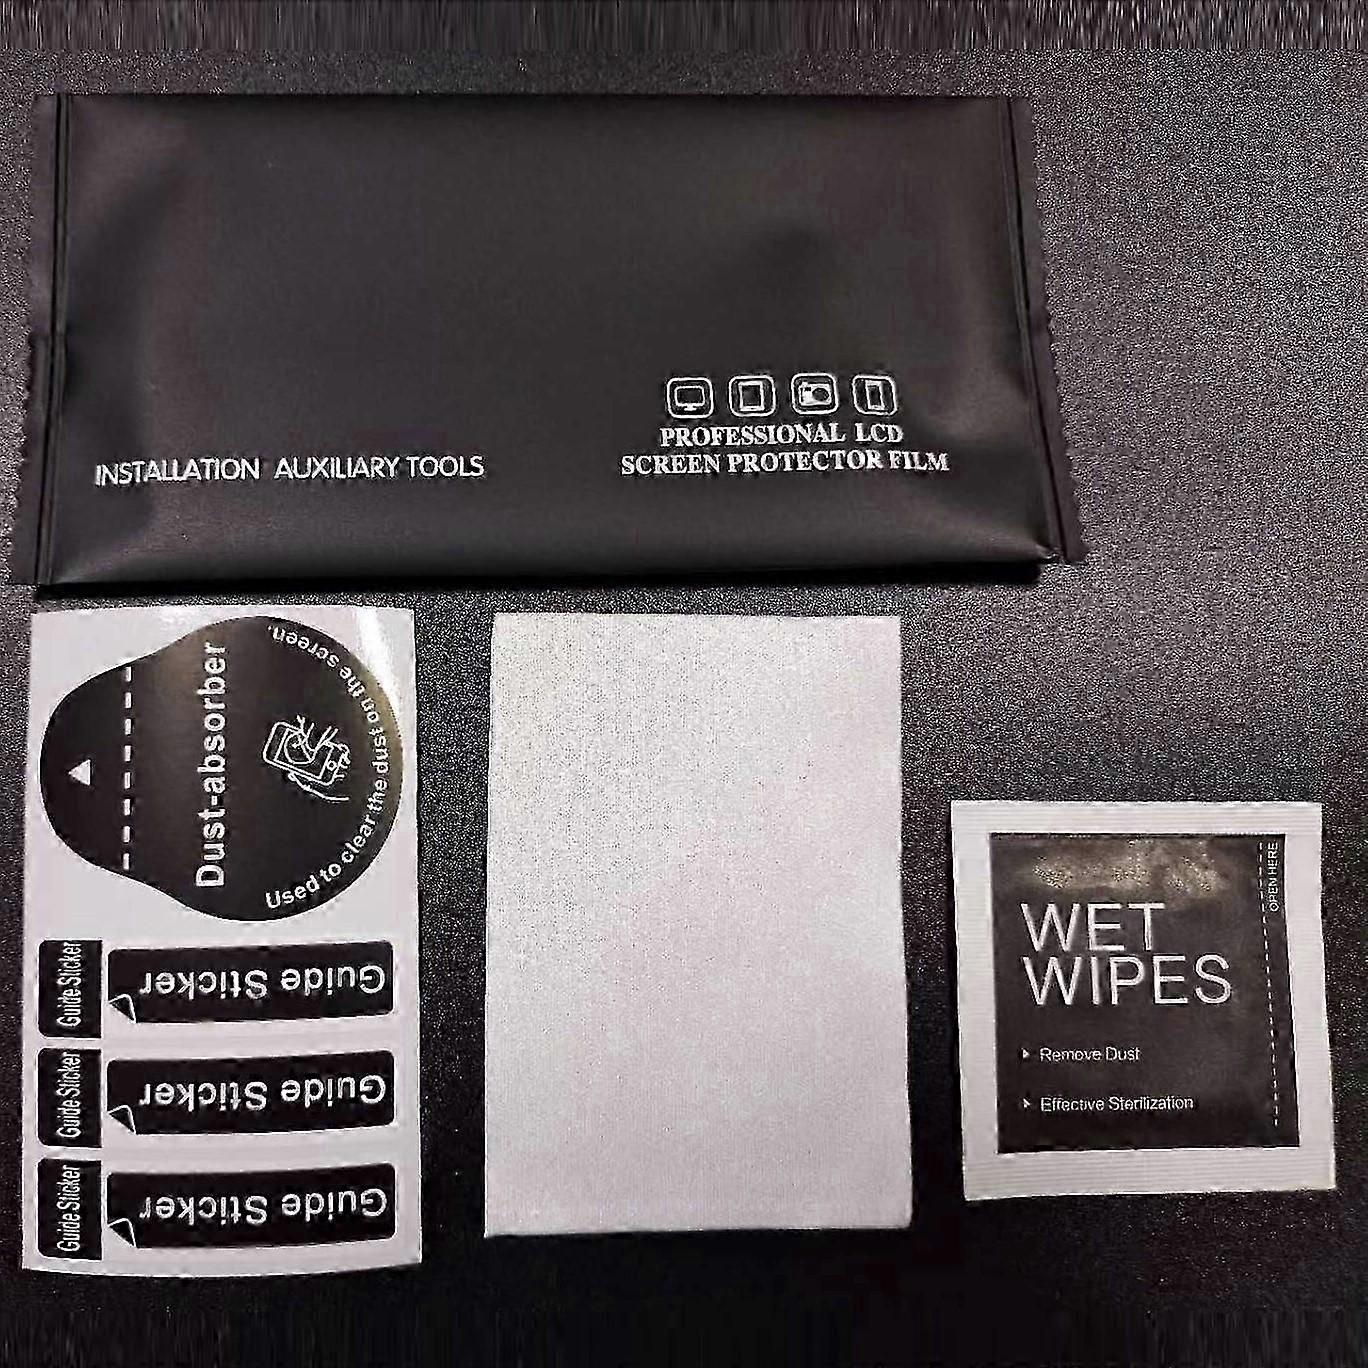 INSTALLATION AUXILIARY TOOLS
PROFESSIONAL LCD
SCREEN PROTECTOR FILM
Dust-absorber
Used to clear the dust on the screen.
Guide Sticker
Guide Sticker
Guide Sticker
Guide Sticker
Guide Sticker
Guide Sticker
WET
WIPES
Remove Dust
Effective Sterilization
OPEN HERE